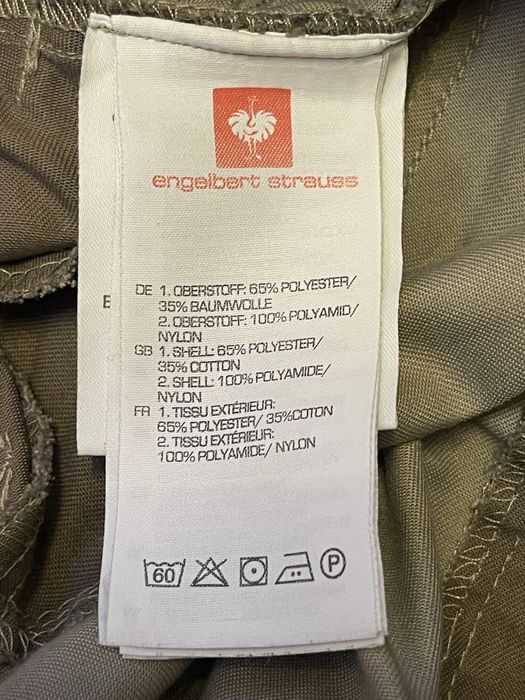 engelbert strauss
DE 1. OBERSTOFF: 65% POLYESTER/
35% BAUMWOLLE
2. OBERSTOFF: 100% POLYAMID/
NYLON
GB 1. SHELL: 65% POLYESTER/
35% COTTON
2. SHELL: 100% POLYAMIDE/
NYLON
FR 1. TISSU EXTÉRIEUR:
65% POLYESTER/ 35%COTON
2. TISSU EXTÉRIEUR:
100% POLYAMIDE/ NYLON
60 P